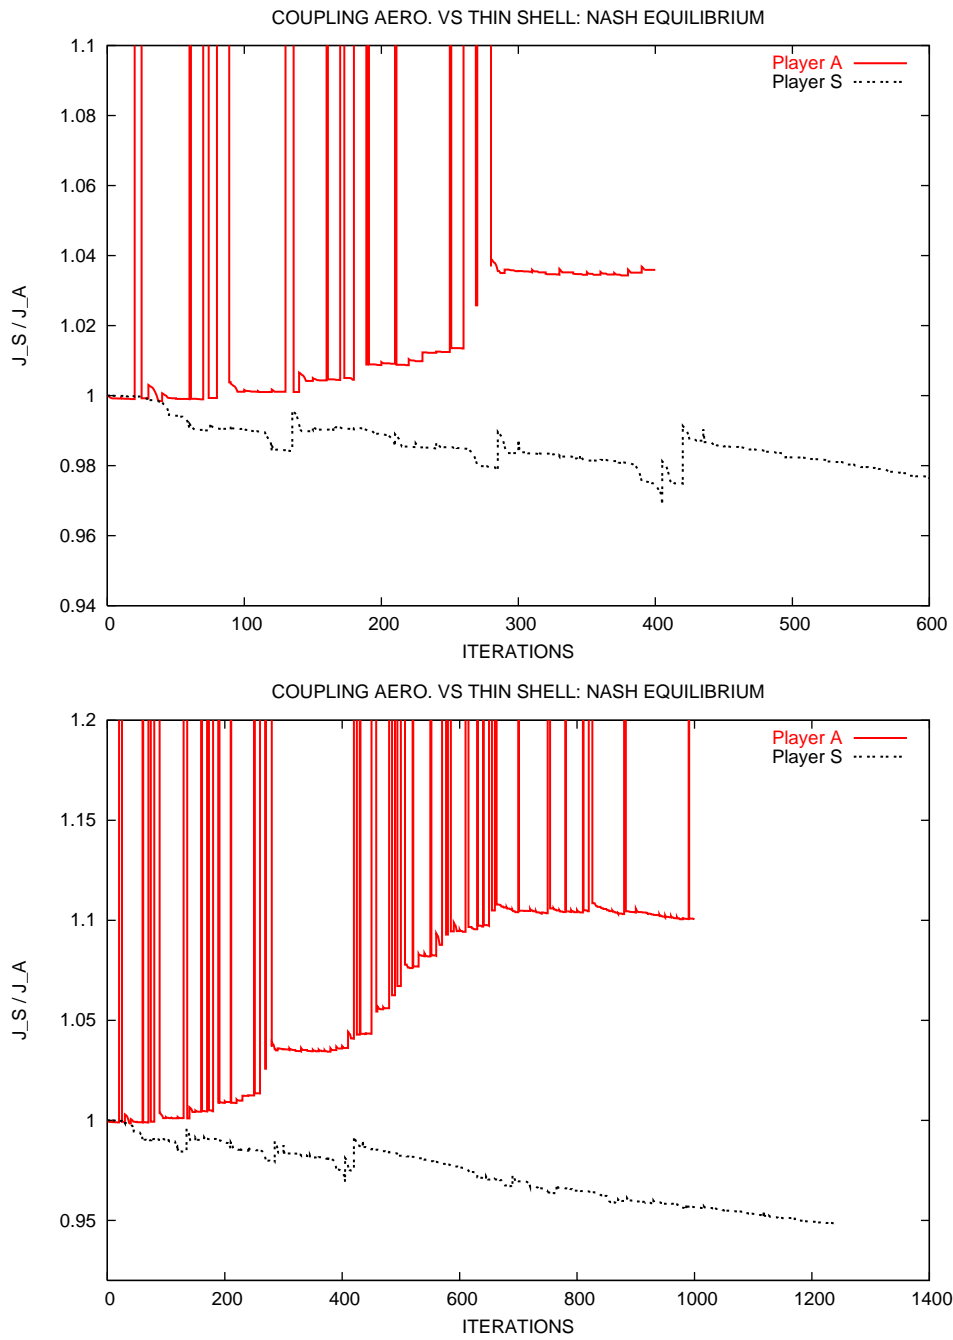 COUPLING AERO. VS THIN SHELL: NASH EQUILIBRIUM
1.1
1.08
1.06
1.04
1.02
1
0.98
0.96
0.94
J_S / J_A
Player A
Player S
0 100 200 300 400 500 600
ITERATIONS
COUPLING AERO. VS THIN SHELL: NASH EQUILIBRIUM
1.2
1.15
1.10
1.05
1
0.95
J_S / J_A
Player A
Player S
0 200 400 600 800 1000 1200 1400
ITERATIONS